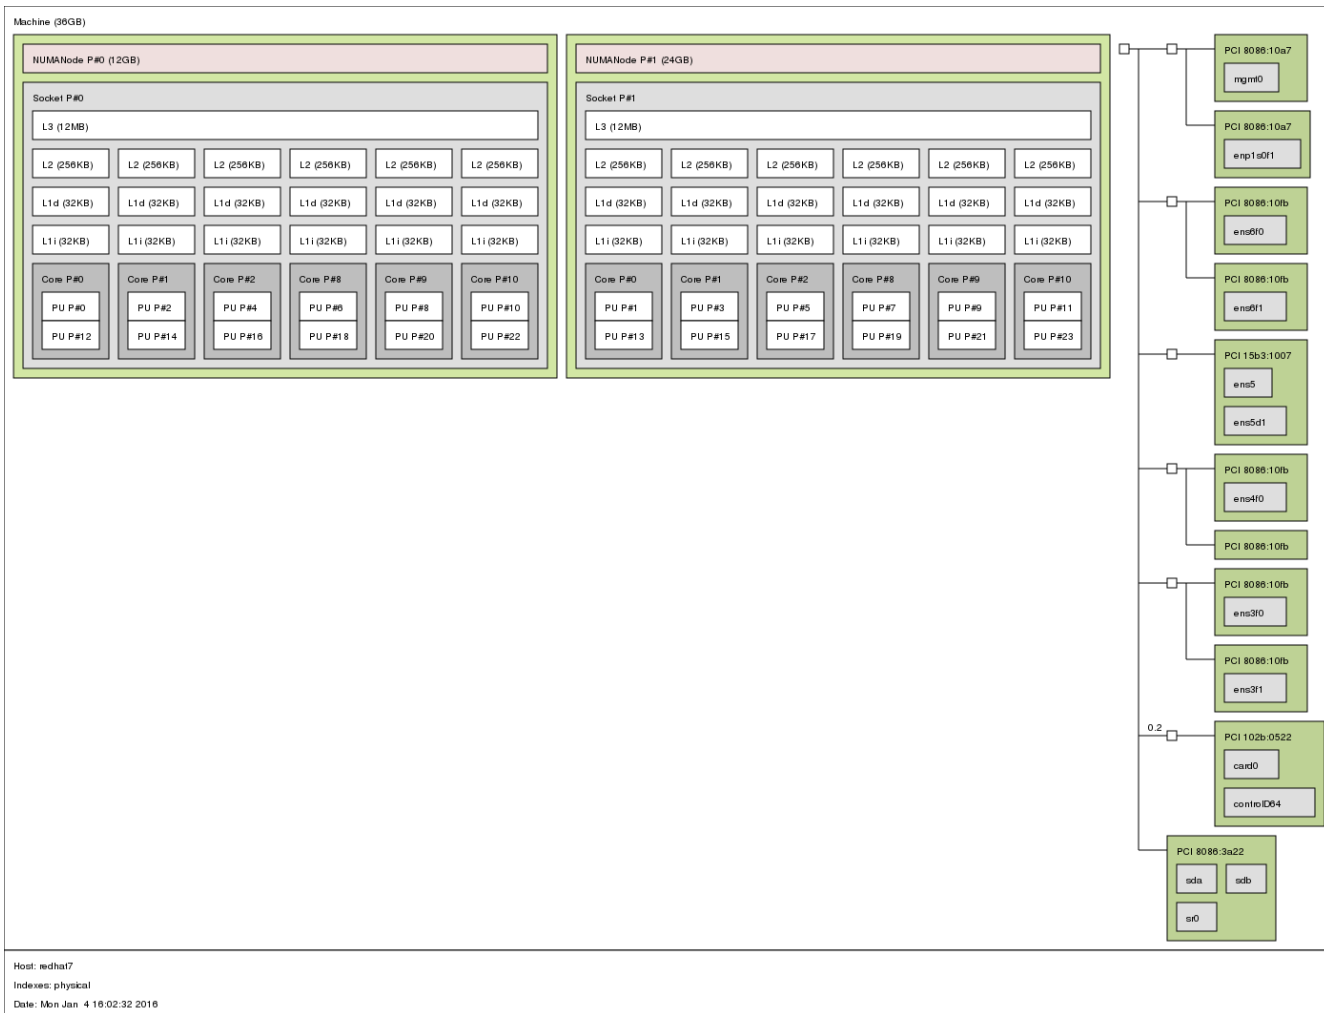 Machine (36GB)
NUMANode P#0 (12GB)
Socket P#0
L3 (12MB)
L2 (256KB) L2 (256KB) L2 (256KB) L2 (256KB) L2 (256KB) L2 (256KB)
L1d (32KB) L1d (32KB) L1d (32KB) L1d (32KB) L1d (32KB) L1d (32KB)
L1i (32KB) L1i (32KB) L1i (32KB) L1i (32KB) L1i (32KB) L1i (32KB)
Core P#0 Core P#1 Core P#2 Core P#8 Core P#9 Core P#10
PU P#0 PU P#2 PU P#4 PU P#6 PU P#8 PU P#10
PU P#12 PU P#14 PU P#16 PU P#18 PU P#20 PU P#22
NUMANode P#1 (24GB)
Socket P#1
L3 (12MB)
L2 (256KB) L2 (256KB) L2 (256KB) L2 (256KB) L2 (256KB) L2 (256KB)
L1d (32KB) L1d (32KB) L1d (32KB) L1d (32KB) L1d (32KB) L1d (32KB)
L1i (32KB) L1i (32KB) L1i (32KB) L1i (32KB) L1i (32KB) L1i (32KB)
Core P#0 Core P#1 Core P#2 Core P#8 Core P#9 Core P#10
PU P#1 PU P#3 PU P#5 PU P#7 PU P#9 PU P#11
PU P#13 PU P#15 PU P#17 PU P#19 PU P#21 PU P#23
PCI 8086:10a7
mgmt0
PCI 8086:10a7
enp1s0f1
PCI 8086:10fb
ens6f0
PCI 8086:10fb
ens6f1
PCI 15b3:1007
ens5
ens5d1
PCI 8086:10fb
ens4f0
PCI 8086:10fb
PCI 8086:10fb
ens3f0
PCI 8086:10fb
ens3f1
0.2
PCI 102b:0522
card0
controlD64
PCI 8086:3a22
sda sdb
sr0
Host: redhat7
Indexes: physical
Date: Mon Jan 4 16:02:32 2016